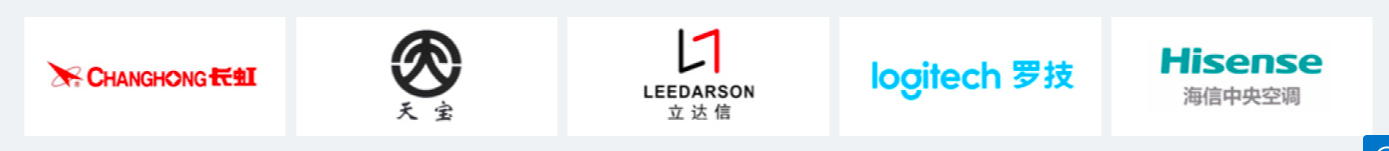 CHANGHONG 长虹
天宝
LEEDARSON
立达信
logitech 罗技
Hisense
海信中央空调